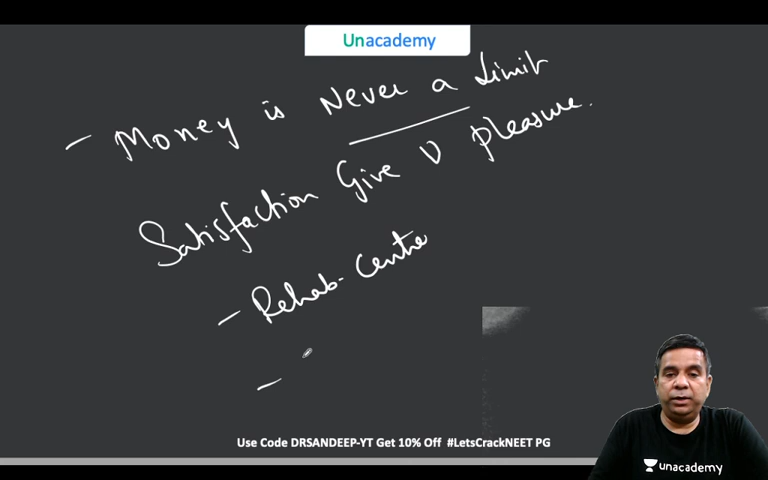 Unacademy
- Money is Never a Limit
Satisfaction Give U Pleasure.
- Rehab-Centre
-
Use Code DRSANDEEP-YT Get 10% Off #LetsCrackNEET PG
unacademy